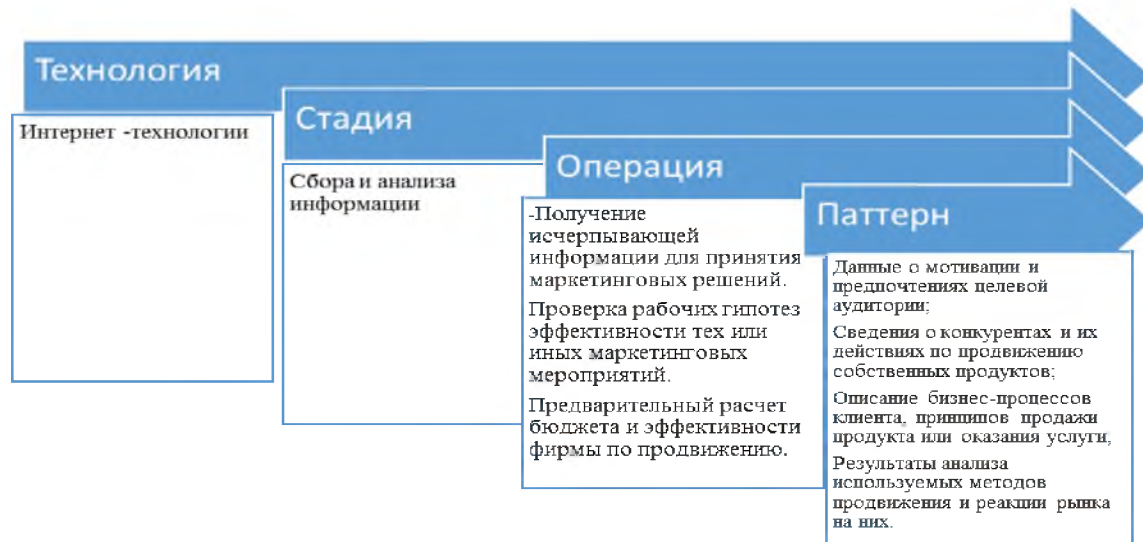 Технология
Интернет -технологии
Стадия
Сбора и анализа
информации
Операция
-Получение
исчерпывающей
информации для принятия
маркетинговых решений.
Проверка рабочих гипотез
эффективности тех или
иных маркетинговых
мероприятий.
Предварительный расчет
бюджета и эффективности
фирмы по продвижению.
Паттерн
Данные о мотивации и
предпочтениях целевой
аудитории;
Сведения о конкурентах и их
действиях по продвижению
собственных продуктов;
Описание бизнес-процессов
клиента, принципов продажи
продукта или оказания услуги;
Результаты анализа
используемых методов
продвижения и реакции рынка
на них.